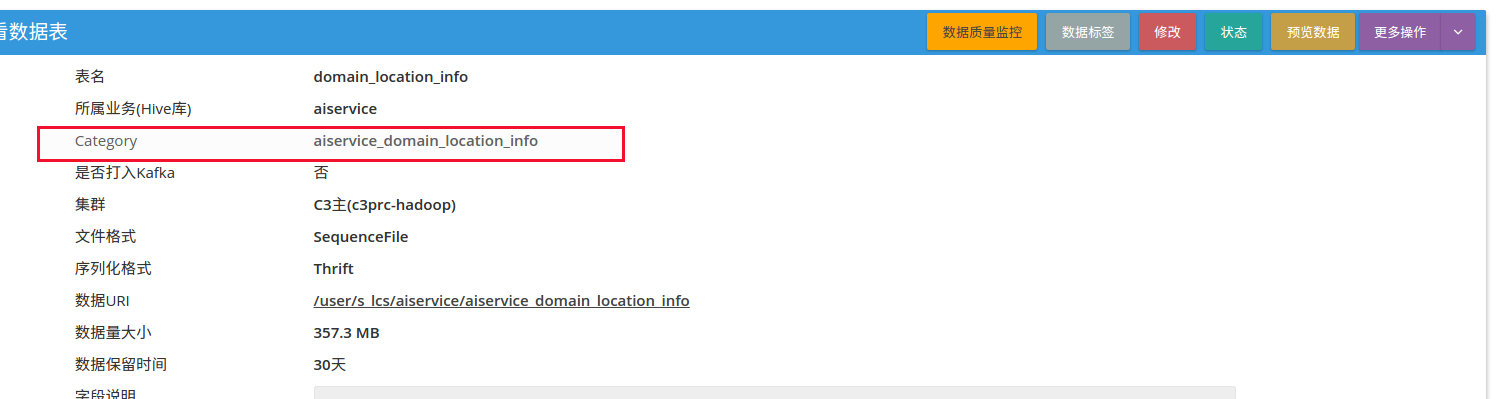 看数据表
数据质量监控 数据标签 修改 状态 预览数据 更多操作
表名 domain_location_info
所属业务(Hive库) aiservice
Category aiservice_domain_location_info
是否打入Kafka 否
集群 C3主(c3prc-hadoop)
文件格式 SequenceFile
序列化格式 Thrift
数据URI /user/s_lcs/aiservice/aiservice_domain_location_info
数据量大小 357.3 MB
数据保留时间 30天
字段说明